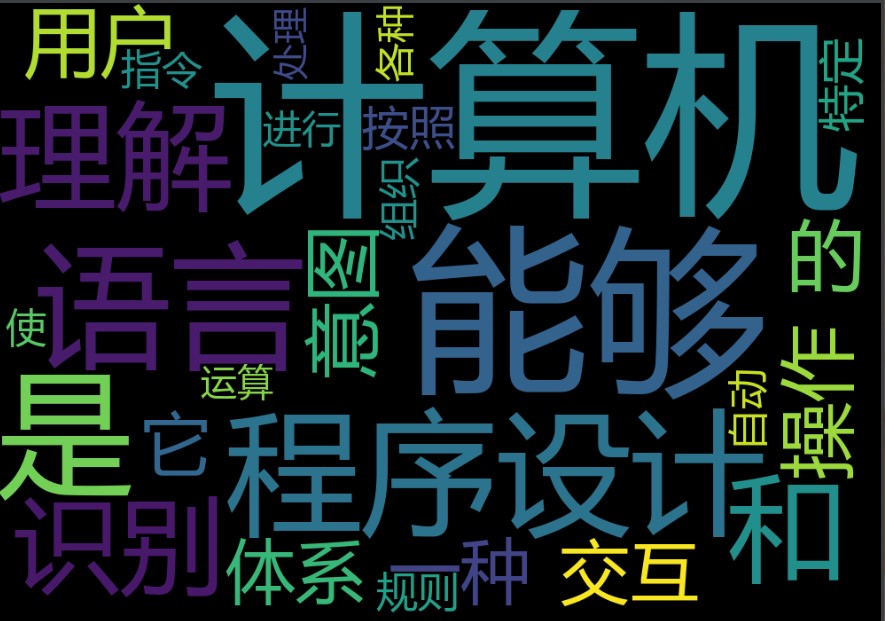 用户
计算机
处理
各种
指令
特定
理解
进行
按照
组织
语言
意图
能够
的
使
运算
自动
操作
是
它
程序设计
和
识别
体系
规则
一种
交互